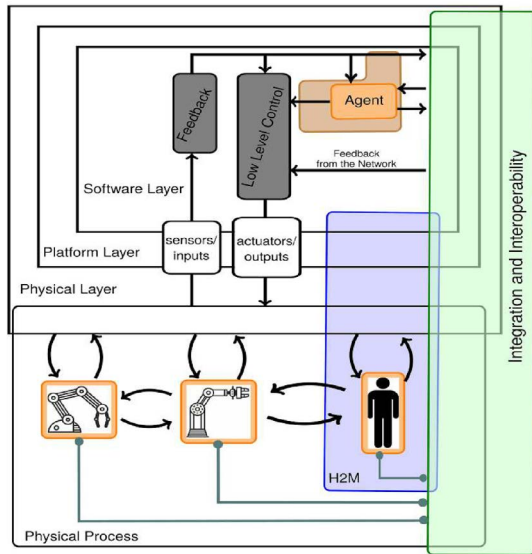 Feedback
Low Level Control
Agent
Feedback
from the Network
Software Layer
sensors/
inputs
actuators/
outputs
Platform Layer
Physical Layer
H2M
Physical Process
Integration and Interoperability